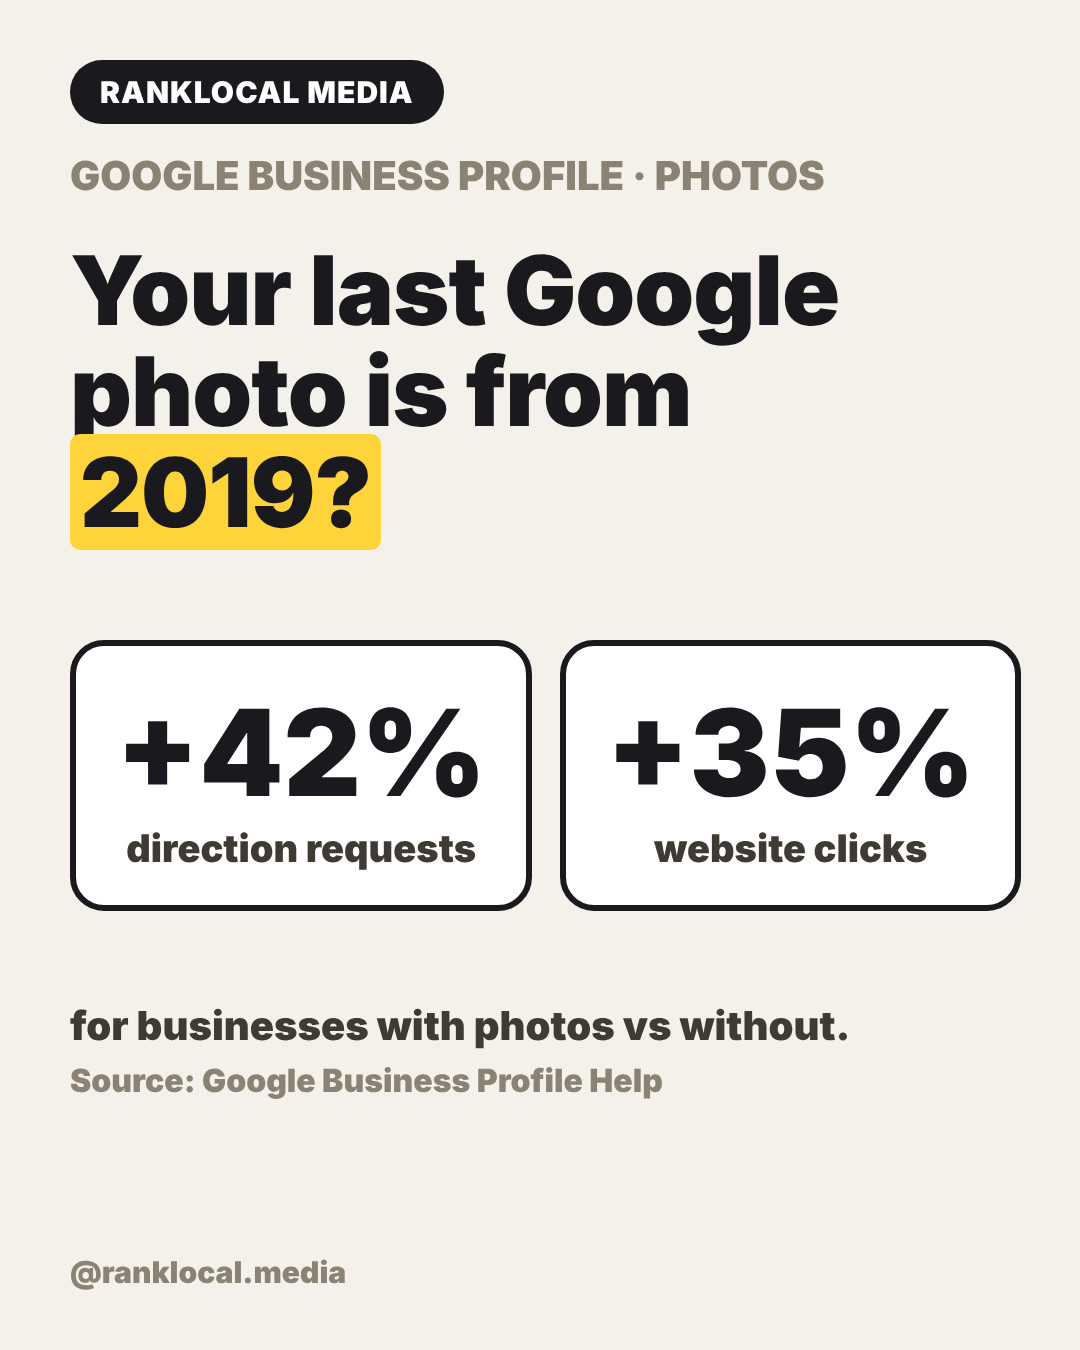 RANKLOCAL MEDIA
GOOGLE BUSINESS PROFILE · PHOTOS
Your last Google
photo is from
2019?
+42%
direction requests
+35%
website clicks
for businesses with photos vs without.
Source: Google Business Profile Help
@ranklocal.media